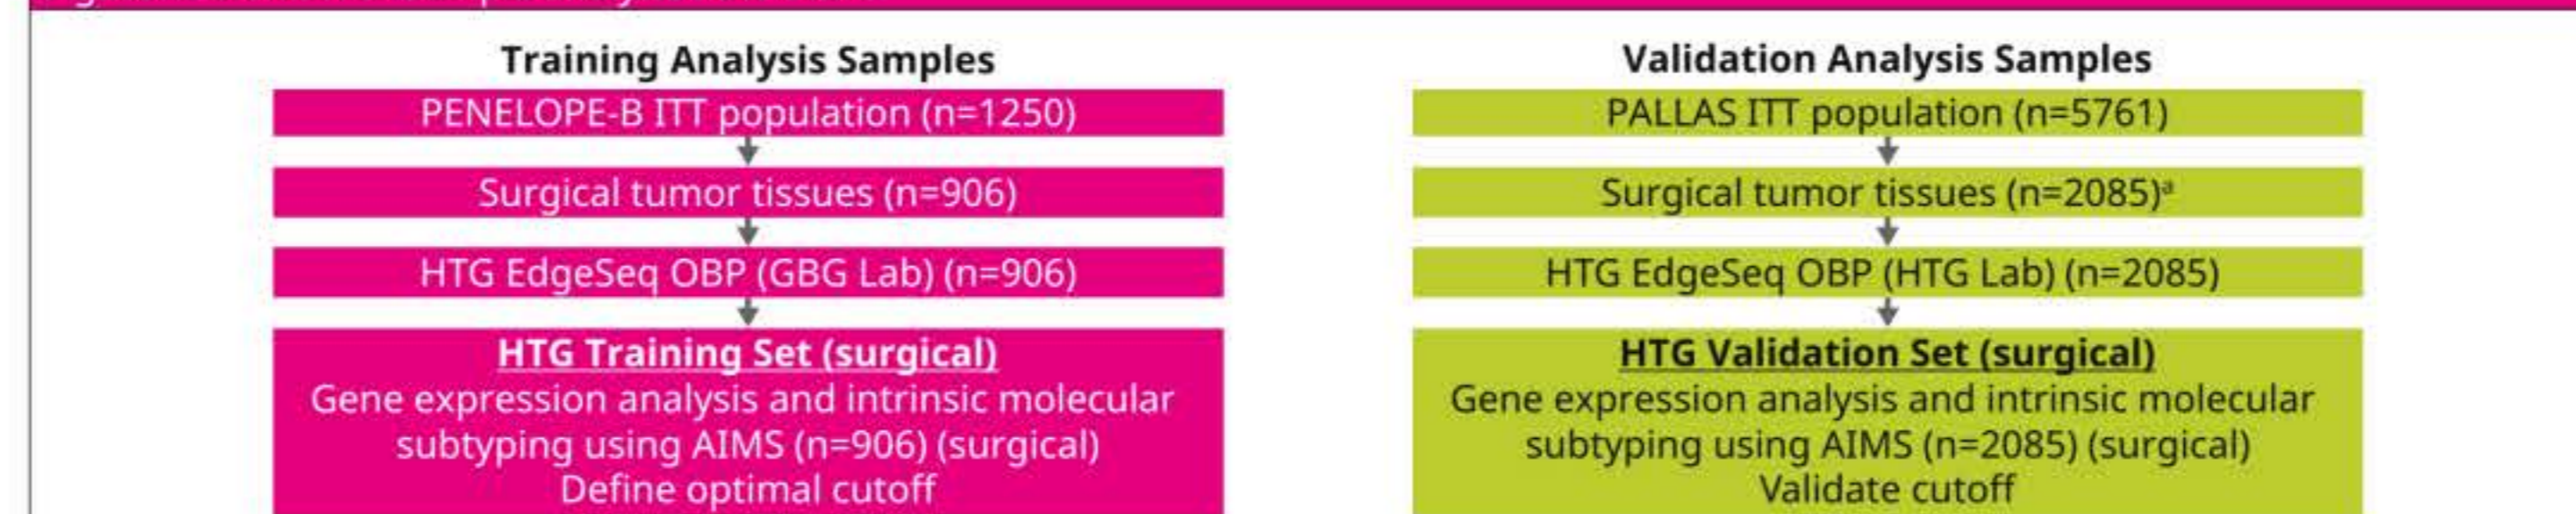 Training Analysis Samples
PENELOPE-B ITT population (n=1250)
Surgical tumor tissues (n=906)
HTG EdgeSeq OBP (GBG Lab) (n=906)
HTG Training Set (surgical)
Gene expression analysis and intrinsic molecular
subtyping using AIMS (n=906) (surgical)
Define optimal cutoff
Validation Analysis Samples
PALLAS ITT population (n=5761)
Surgical tumor tissues (n=2085)ᵃ
HTG EdgeSeq OBP (HTG Lab) (n=2085)
HTG Validation Set (surgical)
Gene expression analysis and intrinsic molecular
subtyping using AIMS (n=2085) (surgical)
Validate cutoff